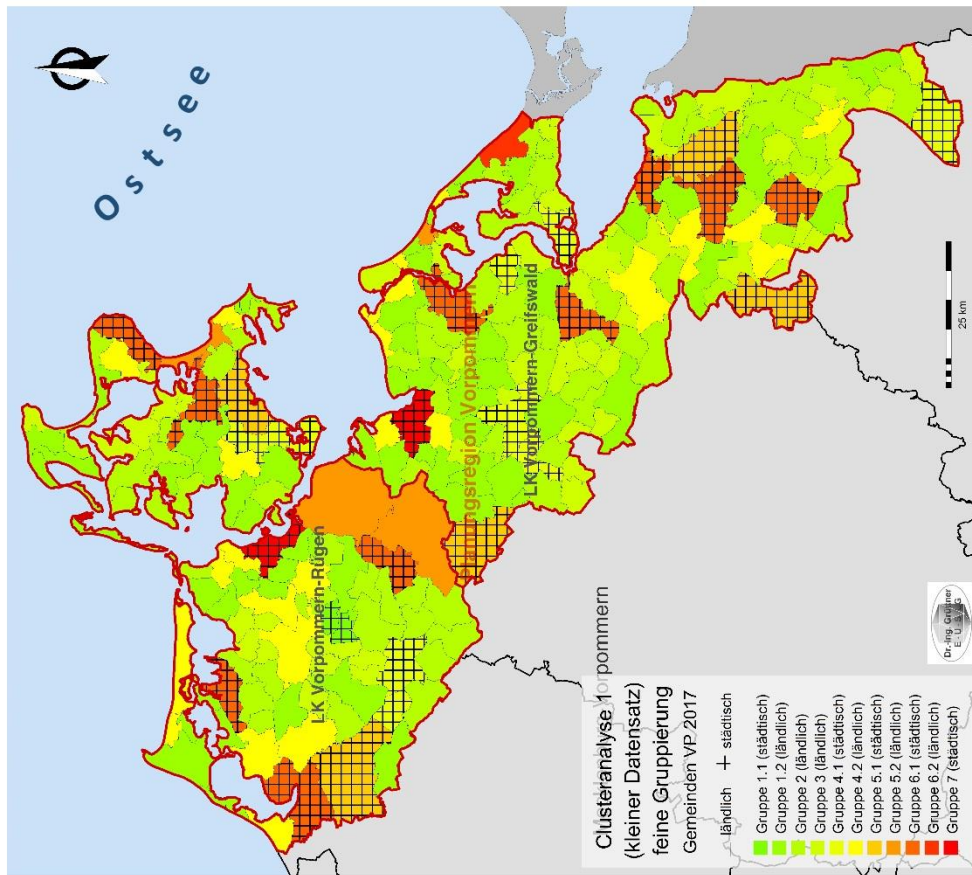 Ostsee
Planungsregion Vorpommern
LK Vorpommern-Rügen
LK Vorpommern-Greifswald
25 km
Clusteranalyse 1
(kleiner Datensatz)
feine Gruppierung
Gemeinden VP 2017
ländlich + städtisch
Gruppe 1.1 (städtisch)
Gruppe 1.2 (ländlich)
Gruppe 2 (ländlich)
Gruppe 3 (ländlich)
Gruppe 4.1 (städtisch)
Gruppe 4.2 (ländlich)
Gruppe 5.1 (städtisch)
Gruppe 5.2 (ländlich)
Gruppe 6.1 (städtisch)
Gruppe 6.2 (ländlich)
Gruppe 7 (städtisch)
Dr.-Ing.